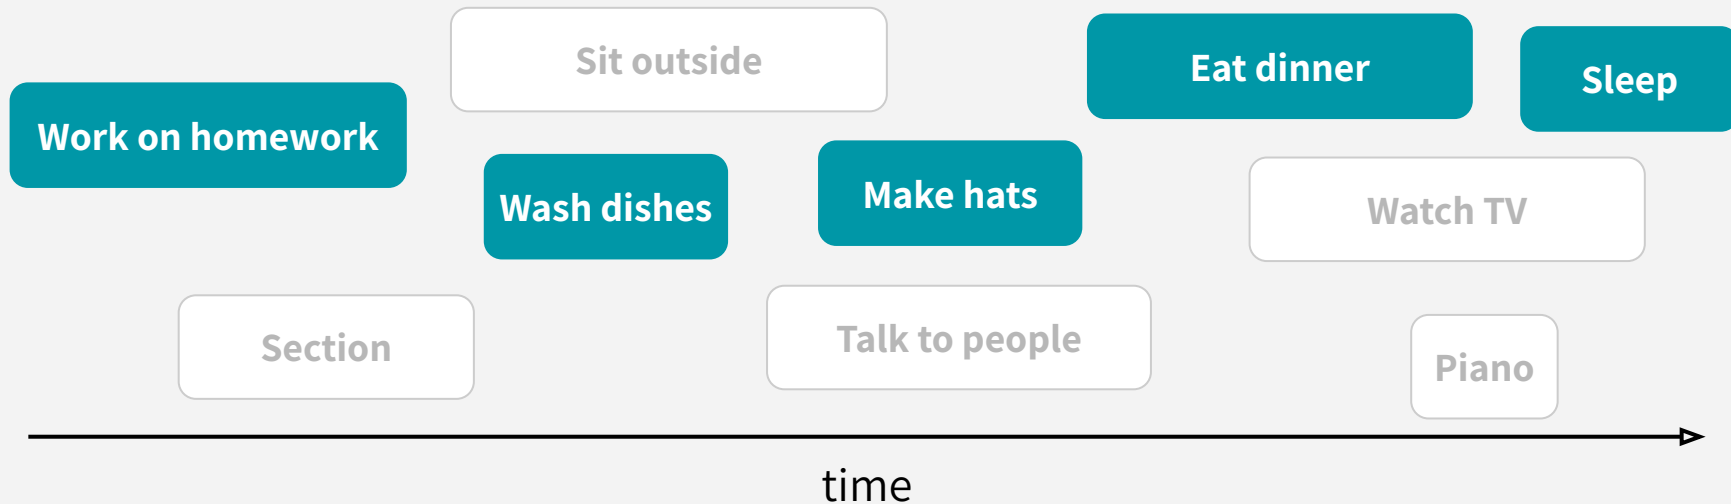 Sit outside
Eat dinner
Sleep
Work on homework
Wash dishes
Make hats
Watch TV
Section
Talk to people
Piano
time